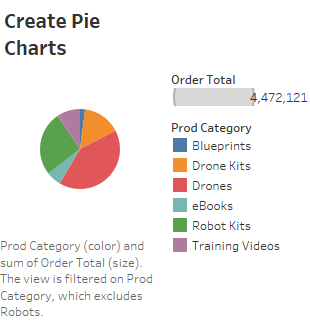 Create Pie
Charts
Order Total
4,472,121
Prod Category
Blueprints
Drone Kits
Drones
eBooks
Robot Kits
Training Videos
Prod Category (color) and
sum of Order Total (size).
The view is filtered on Prod
Category, which excludes
Robots.